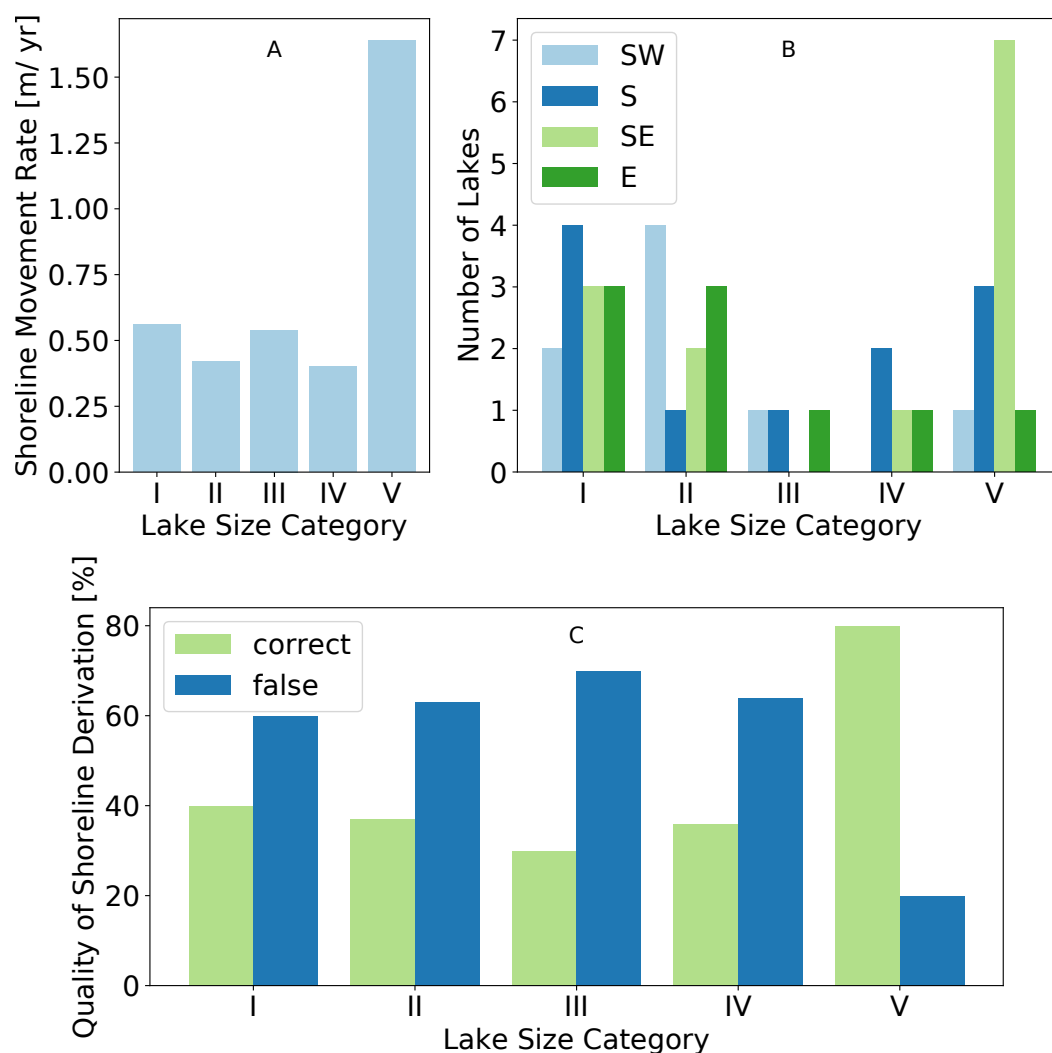 A
Shoreline Movement Rate [m/ yr]
1.50
1.25
1.00
0.75
0.50
0.25
0.00
I II III IV V
Lake Size Category
B
SW
S
SE
E
Number of Lakes
7
6
5
4
3
2
1
0
I II III IV V
Lake Size Category
C
correct
false
Quality of Shoreline Derivation [%]
80
60
40
20
0
I II III IV V
Lake Size Category